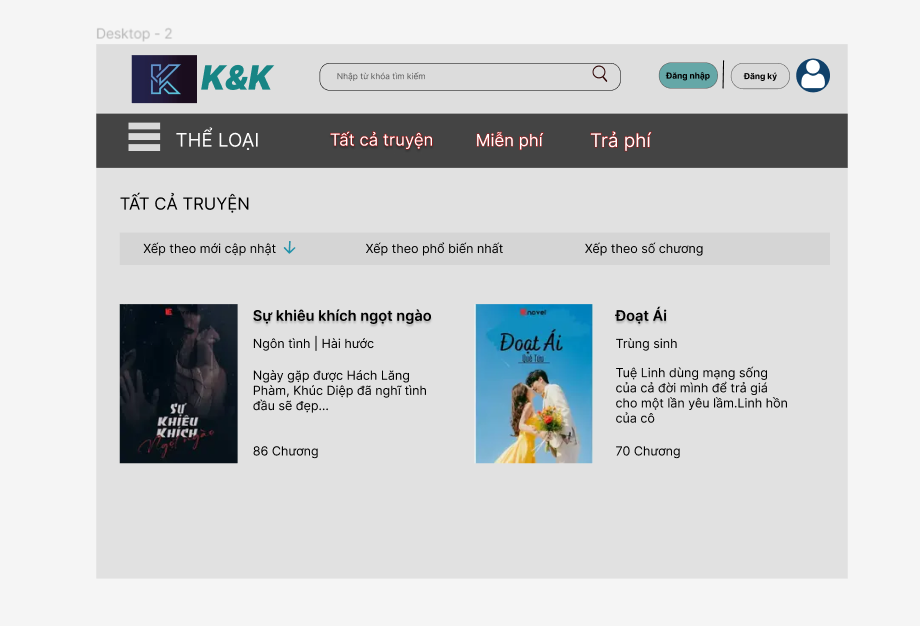 Desktop - 2
K&K
Nhập từ khóa tìm kiếm
Đăng nhập
Đăng ký
THỂ LOẠI
Tất cả truyện
Miễn phí
Trả phí
TẤT CẢ TRUYỆN
Xếp theo mới cập nhật
Xếp theo phổ biến nhất
Xếp theo số chương
SỰ
KHIÊU
KHÍCH
Ngọt ngào
Sự khiêu khích ngọt ngào
Ngôn tình | Hài hước
Ngày gặp được Hách Lăng
Phàm, Khúc Diệp đã nghĩ tình
đầu sẽ đẹp...
86 Chương
novel
Đoạt Ái
Đoạt Ái
Trùng sinh
Tuệ Linh dùng mạng sống
của cả đời mình để trả giá
cho một lần yêu lầm.Linh hồn
của cô
70 Chương